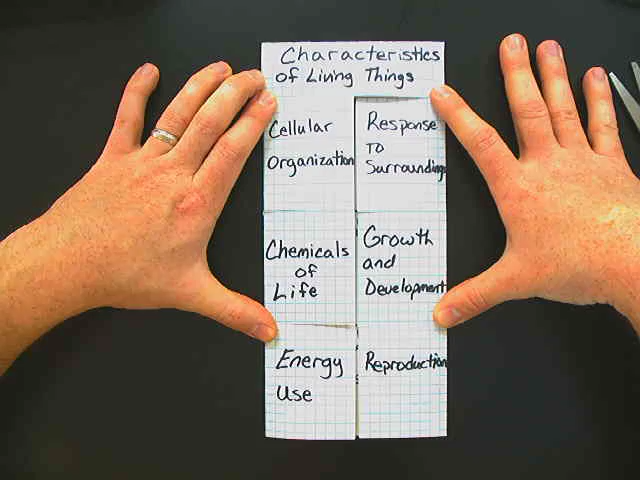 Characteristics
of Living Things
Cellular
Organization
Response
To
Surroundings
Chemicals
of
Life
Growth
and
Development
Energy
Use
Reproduction